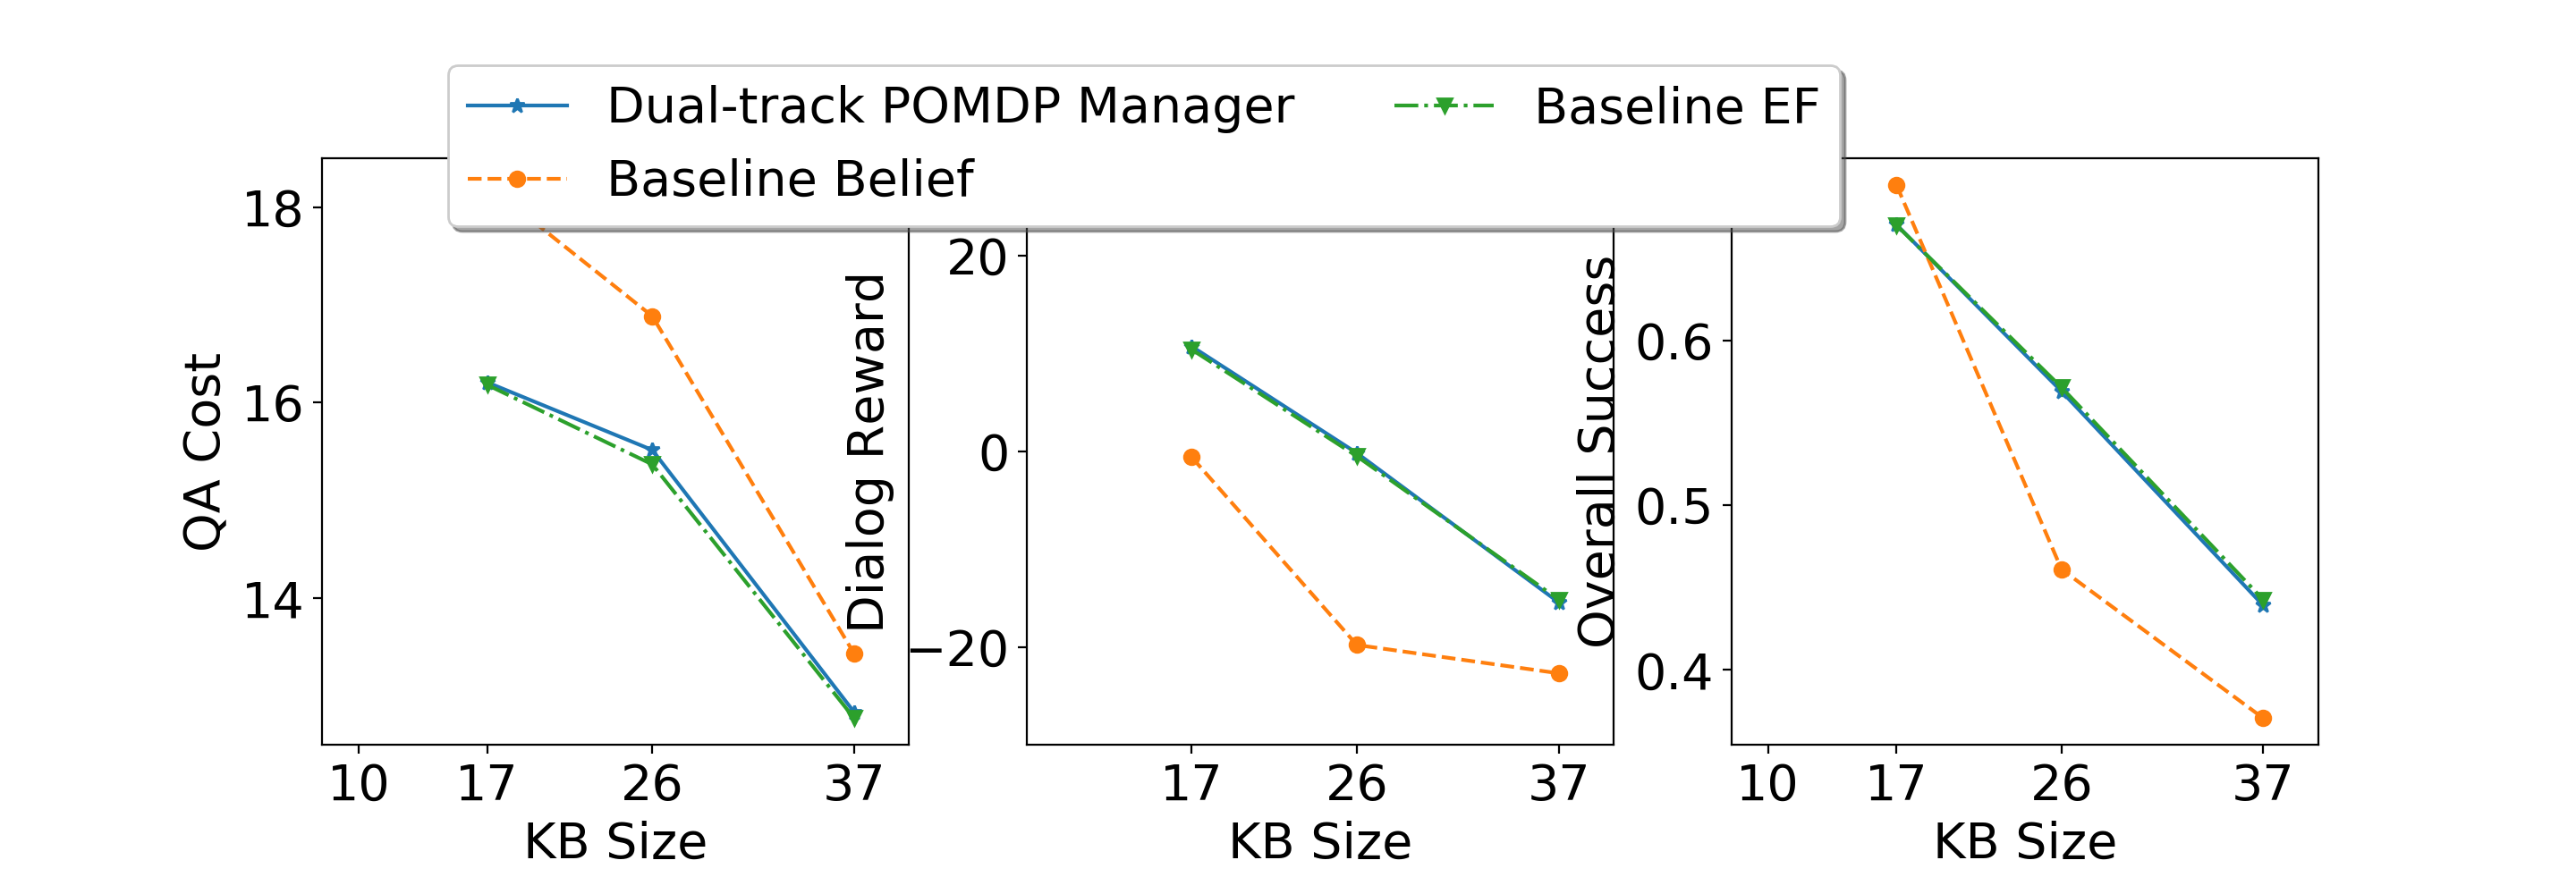 Dual-track POMDP Manager
Baseline EF
Baseline Belief
QA Cost
18
16
14
10 17 26 37
KB Size
Dialog Reward
20
0
−20
17 26 37
KB Size
Overall Success
0.6
0.5
0.4
10 17 26 37
KB Size